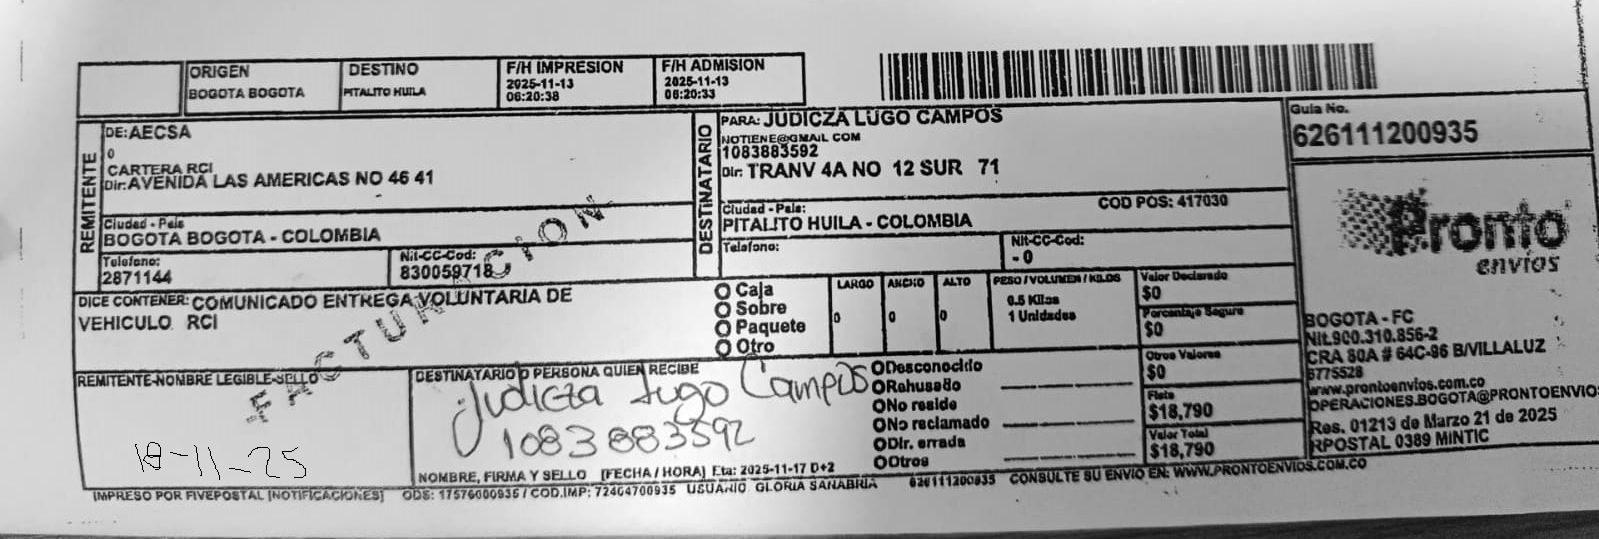 ORIGEN
BOGOTA BOGOTA
DESTINO
PITALITO HUILA
F/H IMPRESION
2025-11-13
06:20:38
F/H ADMISION
2025-11-13
06:20:33
REMITENTE
DE: AECSA
0
CARTERA RCI
Dir: AVENIDA LAS AMERICAS NO 46 41
Ciudad - Pais
BOGOTA BOGOTA - COLOMBIA
Telefono:
2871144
Nit-CC-Cod:
830059718
DESTINATARIO
PARA: JUDICZA LUGO CAMPOS
NOTIENE@GMAIL COM
1083883592
Dir: TRANV 4A NO 12 SUR 71
Ciudad - Pais:
COD POS: 417030
PITALITO HUILA - COLOMBIA
Telefono:
Nit-CC-Cod:
- 0
Guia No.
626111200935
Pronto
envios
BOGOTA - FC
Nit.900.310.856-2
CRA 80A # 64C-96 B/VILLALUZ
6775528
www.prontoenvios.com.co
OPERACIONES.BOGOTA@PRONTOENVIOS
Res. 01213 de Marzo 21 de 2025
RPOSTAL 0389 MINTIC
DICE CONTENER: COMUNICADO ENTREGA VOLUNTARIA DE
VEHICULO RCI
FACTURACION
Caja
Sobre
Paquete
Otro
LARGO
0
ANCHO
0
ALTO
0
PESO / VOLUMEN / KILOS
0.5 Kilos
1 Unidades
Valor Declarado
$0
Porcentaje Seguro
$0
Otros Valores
$0
Flete
$18,790
Valor Total
$18,790
REMITENTE-NOMBRE LEGIBLE-SELLO
18-11-25
DESTINATARIO O PERSONA QUIEN RECIBE
Judicza Lugo Campos
1083883592
NOMBRE, FIRMA Y SELLO [FECHA / HORA] Eta: 2025-11-17 D+2
Desconocido
Rehusado
No reside
No reclamado
Dir. errada
Otros
IMPRESO POR FIVEPOSTAL [NOTIFICACIONES] ODS: 17576000935 / COD.IMP: 72404700935 USUARIO GLORIA SANABRIA 626111200935 CONSULTE SU ENVIO EN: WWW.PRONTOENVIOS.COM.CO